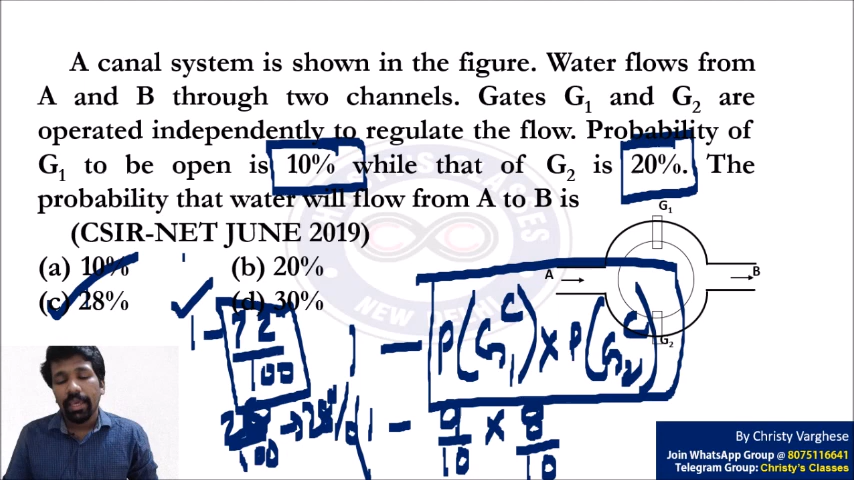 A canal system is shown in the figure. Water flows from
A and B through two channels. Gates G1 and G2 are
operated independently to regulate the flow. Probability of
G1 to be open is 10% while that of G2 is 20%. The
probability that water will flow from A to B is
(CSIR-NET JUNE 2019)
(a) 10% (b) 20%
(c) 28% (d) 30%
G1
A
B
G2
NEW DELHI
1 - 72/100
1 - P(G1^C) × P(G2^C)
28/100 → 28%
1 - 9/10 × 8/10
By Christy Varghese
Join WhatsApp Group @ 8075116641
Telegram Group: Christy's Classes